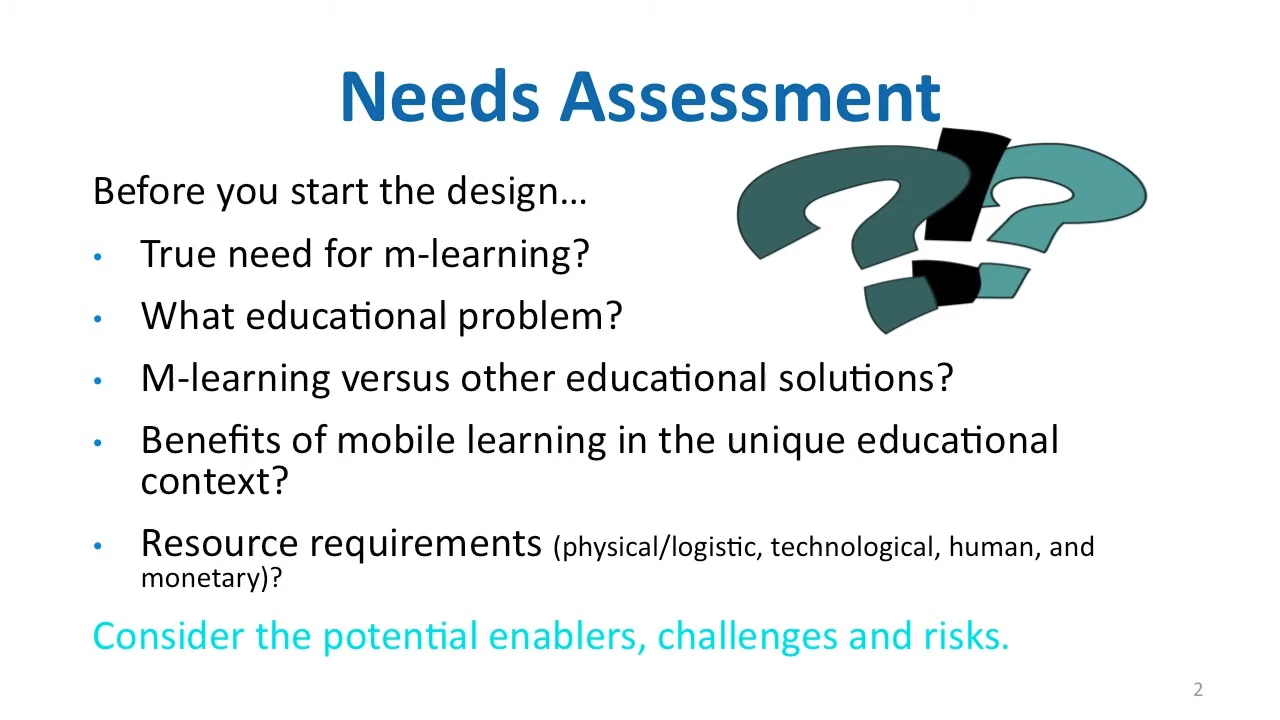 Needs Assessment
Before you start the design...
• True need for m-learning?
• What educational problem?
• M-learning versus other educational solutions?
• Benefits of mobile learning in the unique educational
context?
• Resource requirements (physical/logistic, technological, human, and
monetary)?
Consider the potential enablers, challenges and risks.
2